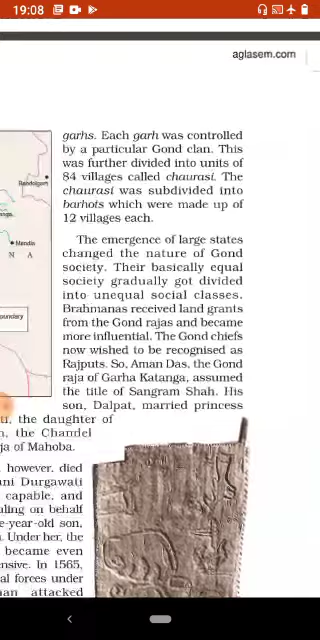 19:08
aglasem.com
garhs. Each garh was controlled
by a particular Gond clan. This
was further divided into units of
84 villages called chaurasi. The
chaurasi was subdivided into
barhots which were made up of
12 villages each.
Mandla
N A
oundary
The emergence of large states
changed the nature of Gond
society. Their basically equal
society gradually got divided
into unequal social classes.
Brahmanas received land grants
from the Gond rajas and became
more influential. The Gond chiefs
now wished to be recognised as
Rajputs. So, Aman Das, the Gond
raja of Garha Katanga, assumed
the title of Sangram Shah. His
son, Dalpat, married princess
ti, the daughter of
n, the Chandel
ja of Mahoba.
however, died
ni Durgawati
capable, and
ling on behalf
e-year-old son,
. Under her, the
became even
nsive. In 1565,
al forces under
an attacked